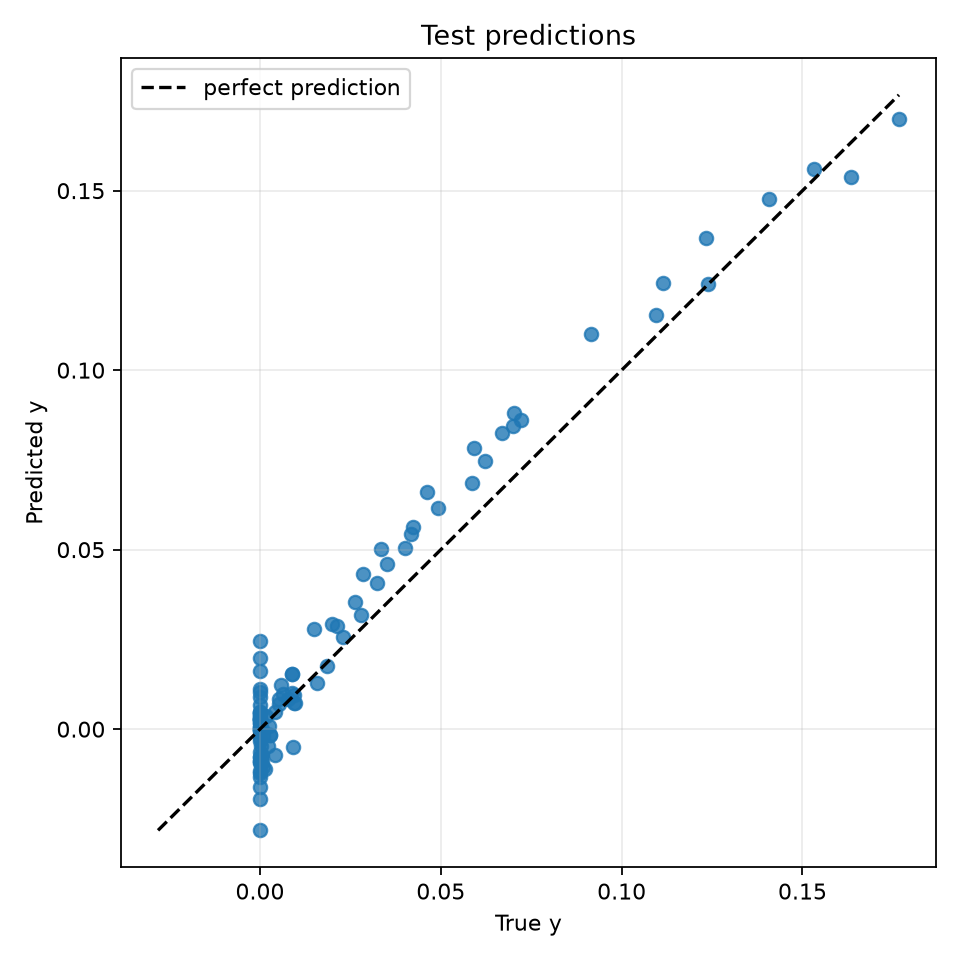 Test predictions
perfect prediction
Predicted y
0.15
0.10
0.05
0.00
0.00 0.05 0.10 0.15
True y